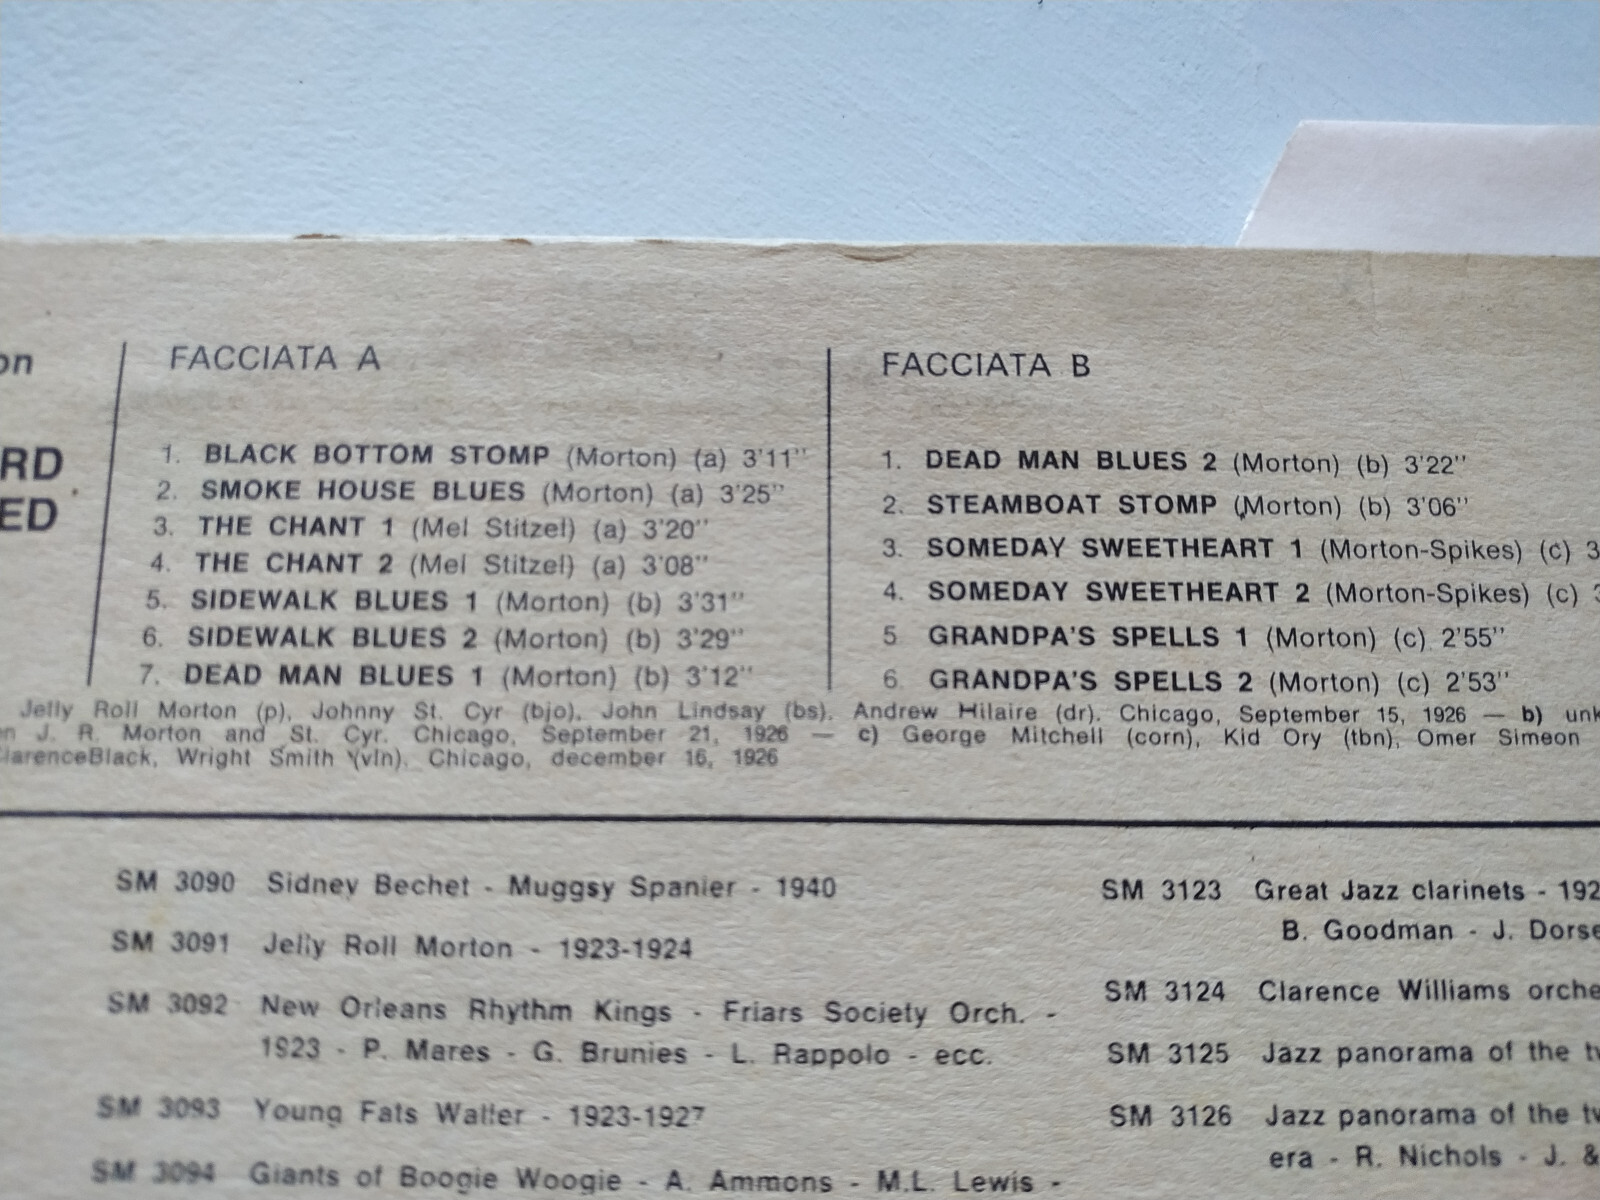 on
RD
ED
FACCIATA A
1. BLACK BOTTOM STOMP (Morton) (a) 3'11"
2. SMOKE HOUSE BLUES (Morton) (a) 3'25"
3. THE CHANT 1 (Mel Stitzel) (a) 3'20"
4. THE CHANT 2 (Mel Stitzel) (a) 3'08"
5. SIDEWALK BLUES 1 (Morton) (b) 3'31"
6. SIDEWALK BLUES 2 (Morton) (b) 3'29"
7. DEAD MAN BLUES 1 (Morton) (b) 3'12"
FACCIATA B
1. DEAD MAN BLUES 2 (Morton) (b) 3'22"
2. STEAMBOAT STOMP (Morton) (b) 3'06"
3. SOMEDAY SWEETHEART 1 (Morton-Spikes) (c) 3
4. SOMEDAY SWEETHEART 2 (Morton-Spikes) (c) 3
5 GRANDPA'S SPELLS 1 (Morton) (c) 2'55"
6. GRANDPA'S SPELLS 2 (Morton) (c) 2'53"
Jelly Roll Morton (p), Johnny St. Cyr (bjo), John Lindsay (bs), Andrew Hilaire (dr). Chicago, September 15, 1926 — b) unk
n J. R. Morton and St. Cyr. Chicago, September 21, 1926 — c) George Mitchell (corn), Kid Ory (tbn), Omer Simeon
larenceBlack, Wright Smith (vln), Chicago, december 16, 1926
SM 3090 Sidney Bechet - Muggsy Spanier - 1940
SM 3091 Jelly Roll Morton - 1923-1924
SM 3092 New Orleans Rhythm Kings - Friars Society Orch. -
1923 - P. Mares - G. Brunies - L. Rappolo - ecc.
SM 3093 Young Fats Waller - 1923-1927
SM 3094 Giants of Boogie Woogie - A. Ammons - M.L. Lewis -
SM 3123 Great Jazz clarinets - 192
B. Goodman - J. Dorse
SM 3124 Clarence Williams orche
SM 3125 Jazz panorama of the tw
SM 3126 Jazz panorama of the tw
era - R. Nichols - J. &